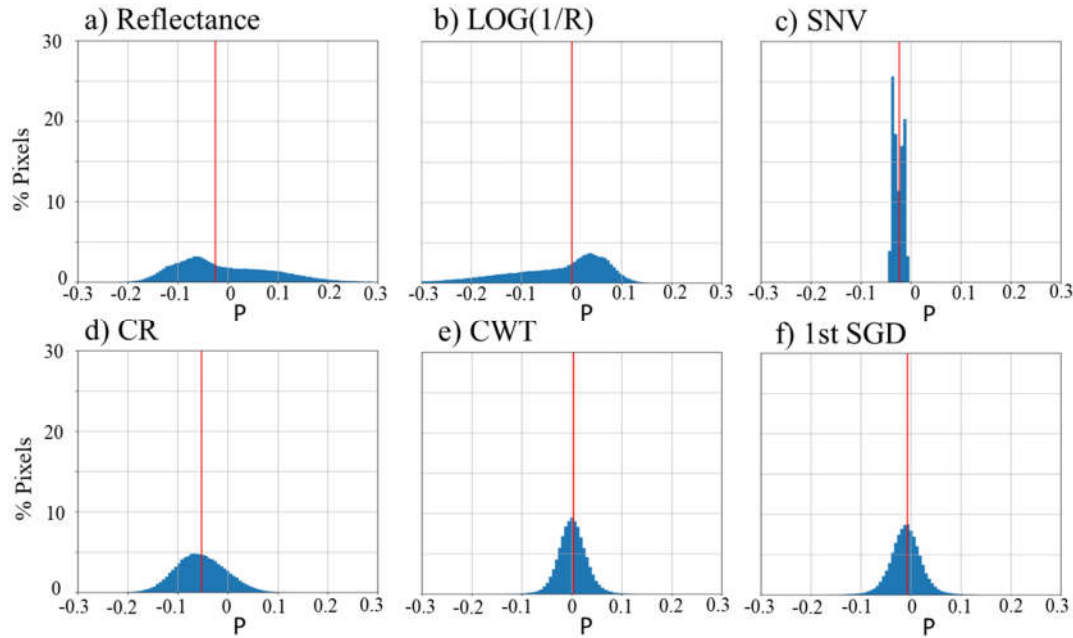 a) Reflectance
b) LOG(1/R)
c) SNV
30
20
10
0
% Pixels
-0.3 -0.2 -0.1 0 0.1 0.2 0.3
-0.3 -0.2 -0.1 0 0.1 0.2 0.3
-0.3 -0.2 -0.1 0 0.1 0.2 0.3
P
P
P
d) CR
e) CWT
f) 1st SGD
30
20
10
0
% Pixels
-0.3 -0.2 -0.1 0 0.1 0.2 0.3
-0.3 -0.2 -0.1 0 0.1 0.2 0.3
-0.3 -0.2 -0.1 0 0.1 0.2 0.3
P
P
P